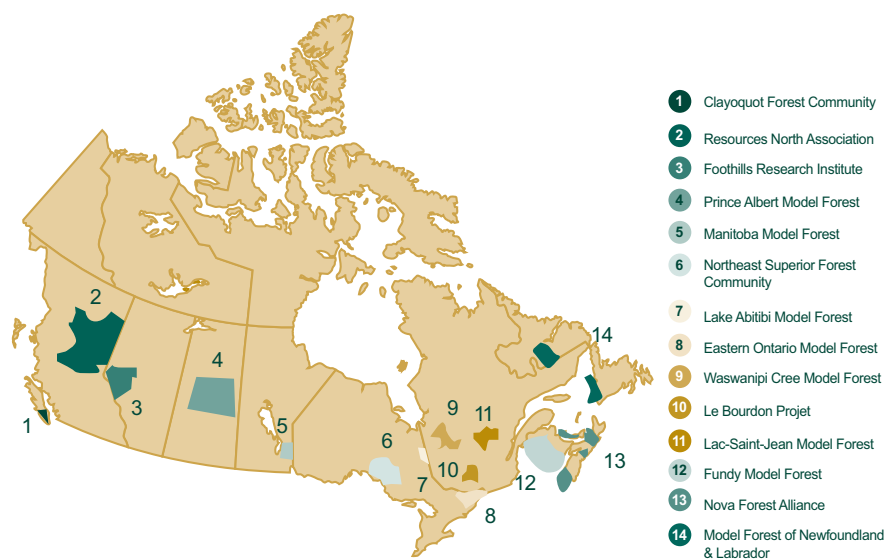 1 Clayoquot Forest Community
2 Resources North Association
3 Foothills Research Institute
4 Prince Albert Model Forest
5 Manitoba Model Forest
6 Northeast Superior Forest
Community
7 Lake Abitibi Model Forest
8 Eastern Ontario Model Forest
9 Waswanipi Cree Model Forest
10 Le Bourdon Projet
11 Lac-Saint-Jean Model Forest
12 Fundy Model Forest
13 Nova Forest Alliance
14 Model Forest of Newfoundland
& Labrador
2
14
4
3
1
5
9
11
6
10
7
12
13
8